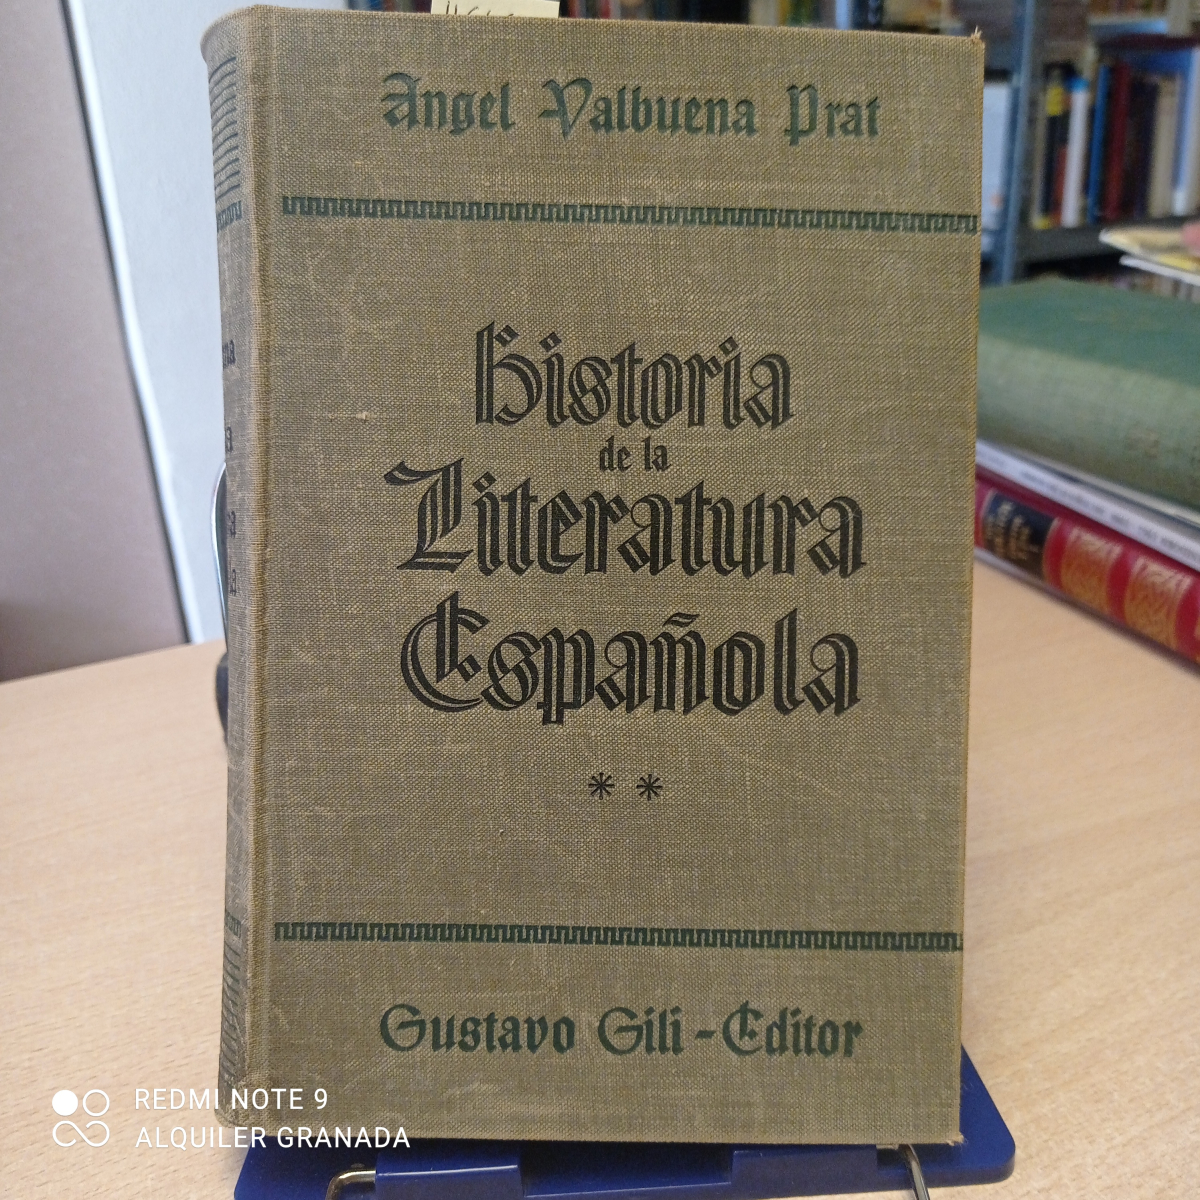 Angel Valbuena Prat
Historia
de la
Literatura
Española
* *
Gustavo Gili - Editor
REDMI NOTE 9
ALQUILER GRANADA